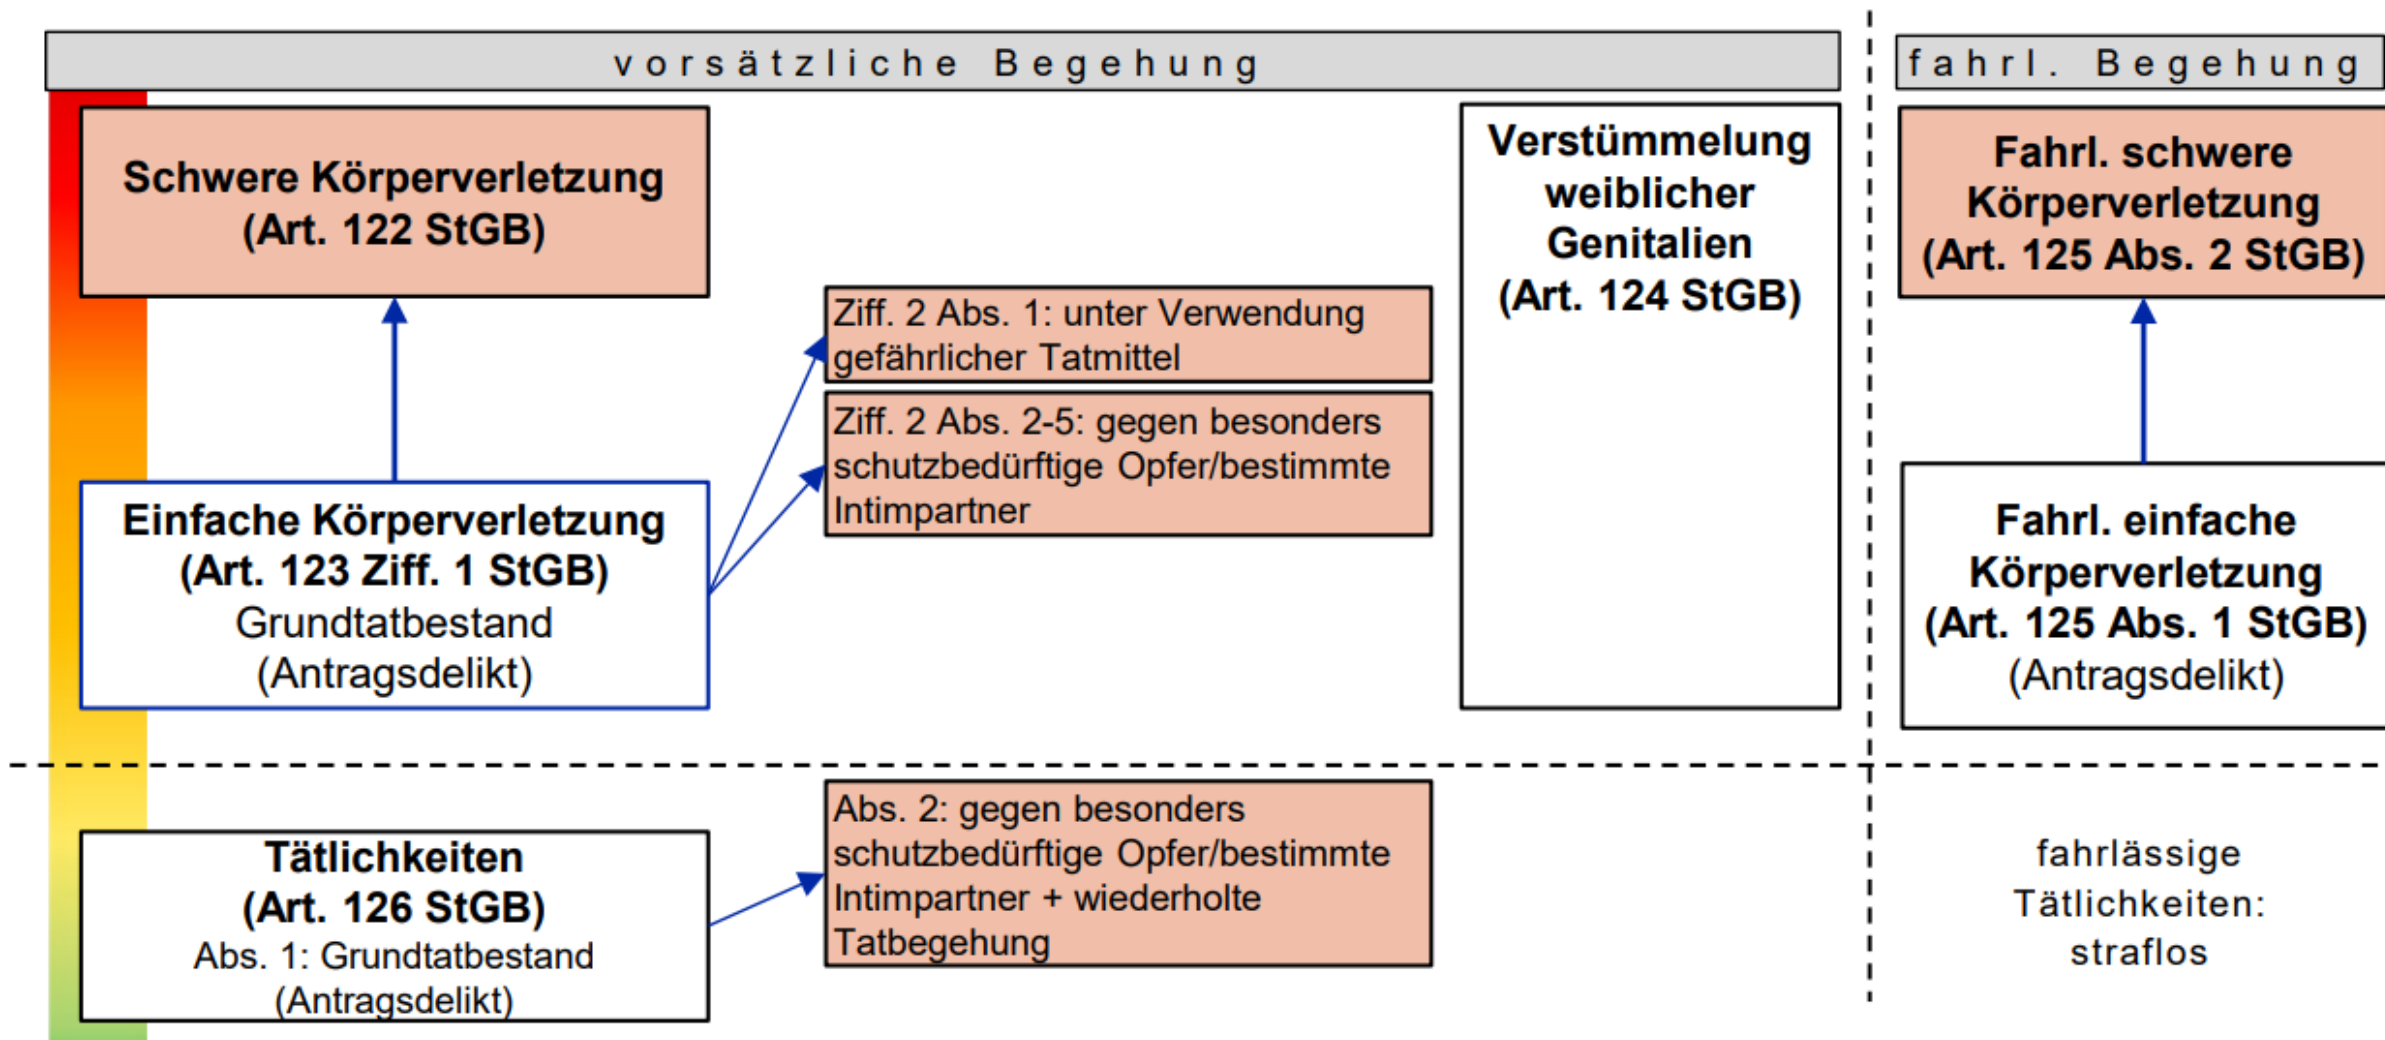 vorsätzliche Begehung
fahrl. Begehung
Schwere Körperverletzung
(Art. 122 StGB)
Ziff. 2 Abs. 1: unter Verwendung
gefährlicher Tatmittel
Ziff. 2 Abs. 2-5: gegen besonders
schutzbedürftige Opfer/bestimmte
Intimpartner
Verstümmelung
weiblicher
Genitalien
(Art. 124 StGB)
Fahrl. schwere
Körperverletzung
(Art. 125 Abs. 2 StGB)
Einfache Körperverletzung
(Art. 123 Ziff. 1 StGB)
Grundtatbestand
(Antragsdelikt)
Fahrl. einfache
Körperverletzung
(Art. 125 Abs. 1 StGB)
(Antragsdelikt)
Tätlichkeiten
(Art. 126 StGB)
Abs. 1: Grundtatbestand
(Antragsdelikt)
Abs. 2: gegen besonders
schutzbedürftige Opfer/bestimmte
Intimpartner + wiederholte
Tatbegehung
fahrlässige
Tätlichkeiten:
straflos